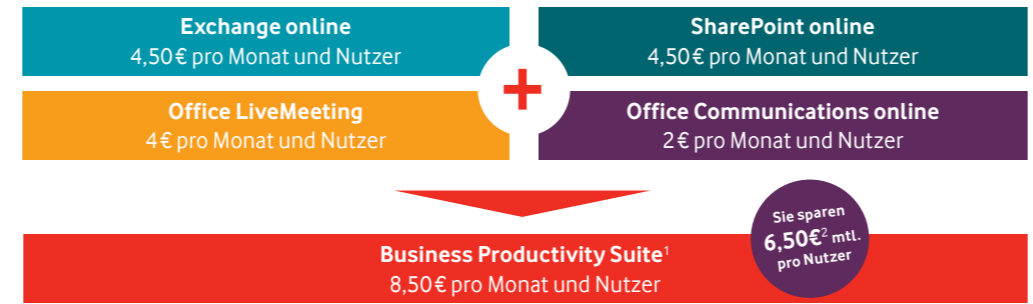 Exchange online
4,50 € pro Monat und Nutzer
SharePoint online
4,50 € pro Monat und Nutzer
+
Office LiveMeeting
4 € pro Monat und Nutzer
Office Communications online
2 € pro Monat und Nutzer
Sie sparen
6,50€² mtl.
pro Nutzer
Business Productivity Suite¹
8,50 € pro Monat und Nutzer